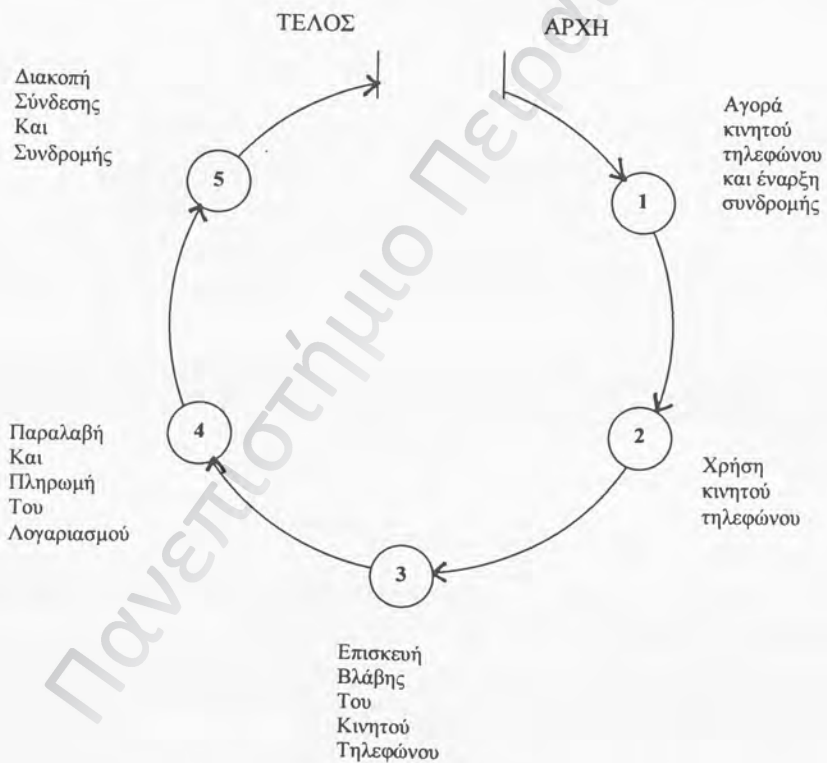 ΤΕΛΟΣ
ΑΡΧΗ
Διακοπή
Σύνδεσης
Και
Συνδρομής
5
Αγορά
κινητού
τηλεφώνου
και έναρξη
συνδρομής
1
Παραλαβή
Και
Πληρωμή
Του
Λογαριασμού
4
2
Χρήση
κινητού
τηλεφώνου
3
Επισκευή
Βλάβης
Του
Κινητού
Τηλεφώνου
Πανεπιστήμιο